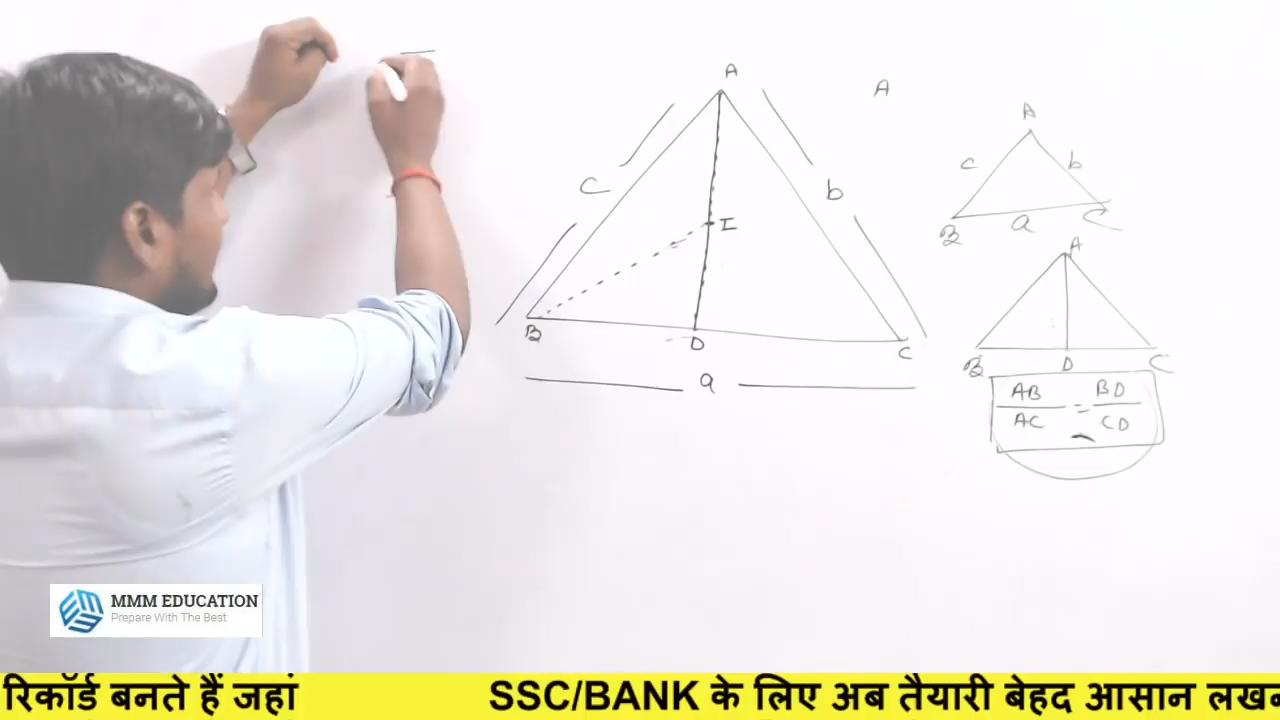 A
C
b
I
B
D
C
a
A
A
c
b
B
a
C
A
B
D
C
AB/AC = BD/CD
MMM EDUCATION
Prepare With The Best
रिकॉर्ड बनते हैं जहां SSC/BANK के लिए अब तैयारी बेहद आसान लखन